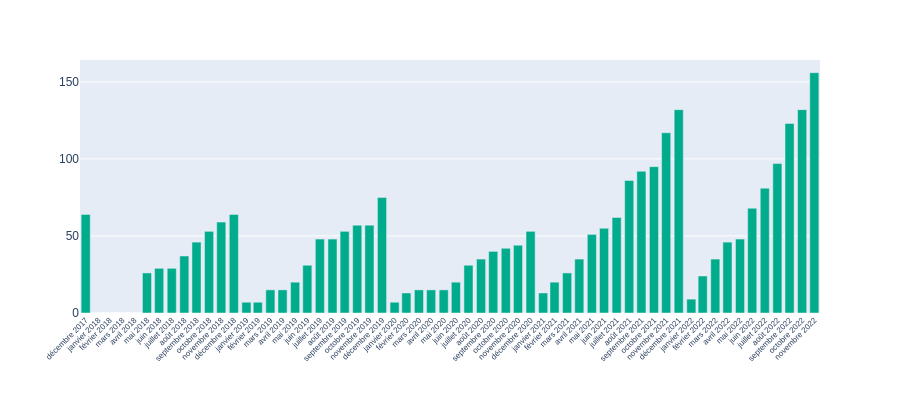 150
100
50
0
décembre 2017
janvier 2018
février 2018
mars 2018
avril 2018
mai 2018
juin 2018
juillet 2018
août 2018
septembre 2018
octobre 2018
novembre 2018
décembre 2018
janvier 2019
février 2019
mars 2019
avril 2019
mai 2019
juin 2019
juillet 2019
août 2019
septembre 2019
octobre 2019
novembre 2019
décembre 2019
janvier 2020
février 2020
mars 2020
avril 2020
mai 2020
juin 2020
juillet 2020
août 2020
septembre 2020
octobre 2020
novembre 2020
décembre 2020
janvier 2021
février 2021
mars 2021
avril 2021
mai 2021
juin 2021
juillet 2021
août 2021
septembre 2021
octobre 2021
novembre 2021
décembre 2021
janvier 2022
février 2022
mars 2022
avril 2022
mai 2022
juin 2022
juillet 2022
août 2022
septembre 2022
octobre 2022
novembre 2022